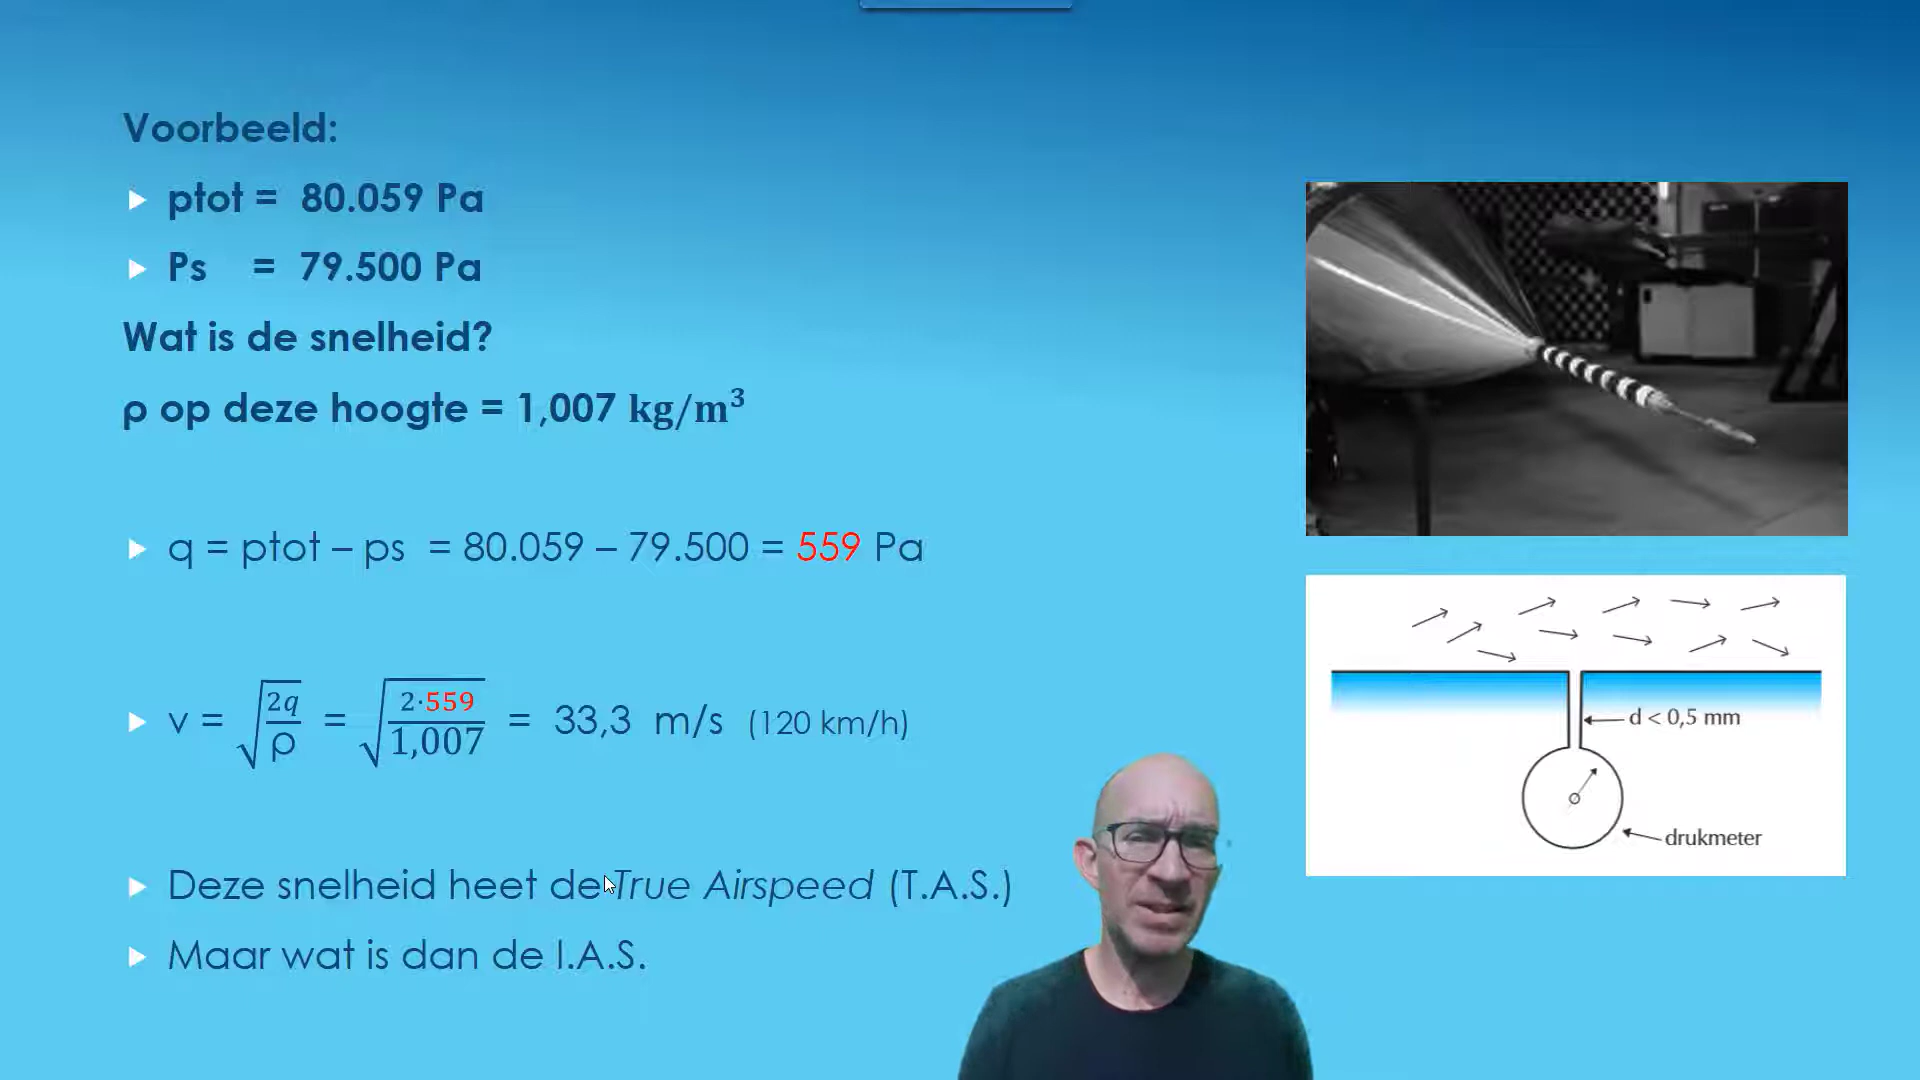 Voorbeeld:
ptot = 80.059 Pa
Ps = 79.500 Pa
Wat is de snelheid?
ρ op deze hoogte = 1,007 kg/m³
q = ptot – ps = 80.059 – 79.500 = 559 Pa
v = √(2q/ρ) = √(2·559/1,007) = 33,3 m/s (120 km/h)
Deze snelheid heet de True Airspeed (T.A.S.)
Maar wat is dan de I.A.S.
d < 0,5 mm
drukmeter